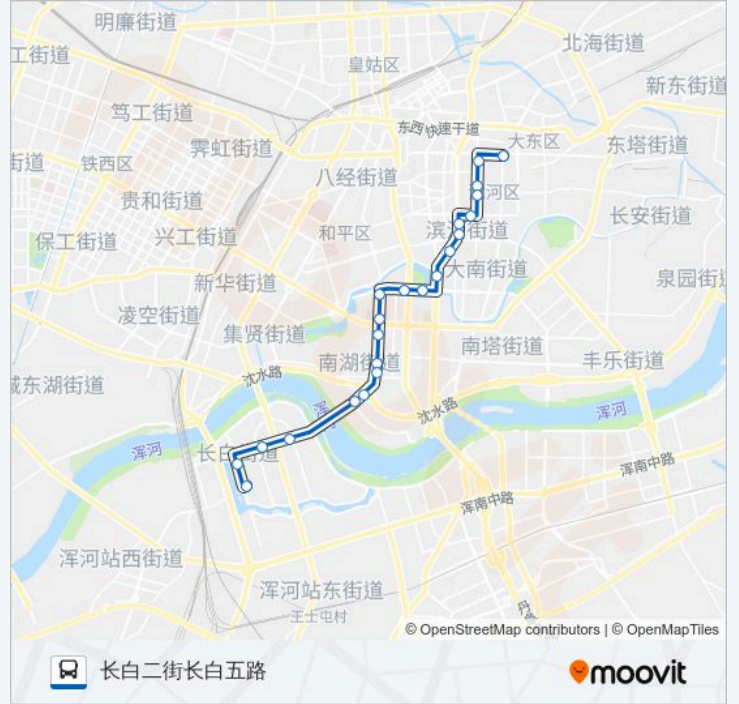 明廉街道
北海街道
工街道
皇姑区
新东街道
笃工街道
东西快速干道
大东区
东塔街道
霁虹街道
街道
铁西区
八经街道
河区
贵和街道
长安街道
保工街道
兴工街道
和平区
滨河街道
大南街道
泉园街道
新华街道
凌空街道
集贤街道
南塔街道
南湖街道
丰乐街道
沈水路
城东湖街道
沈水路
浑河
浑
长白街道
浑河
浑南中路
浑南中路
浑河站西街道
浑河站东街道
王士屯村
© OpenStreetMap contributors | © OpenMapTiles
长白二街长白五路
moovit